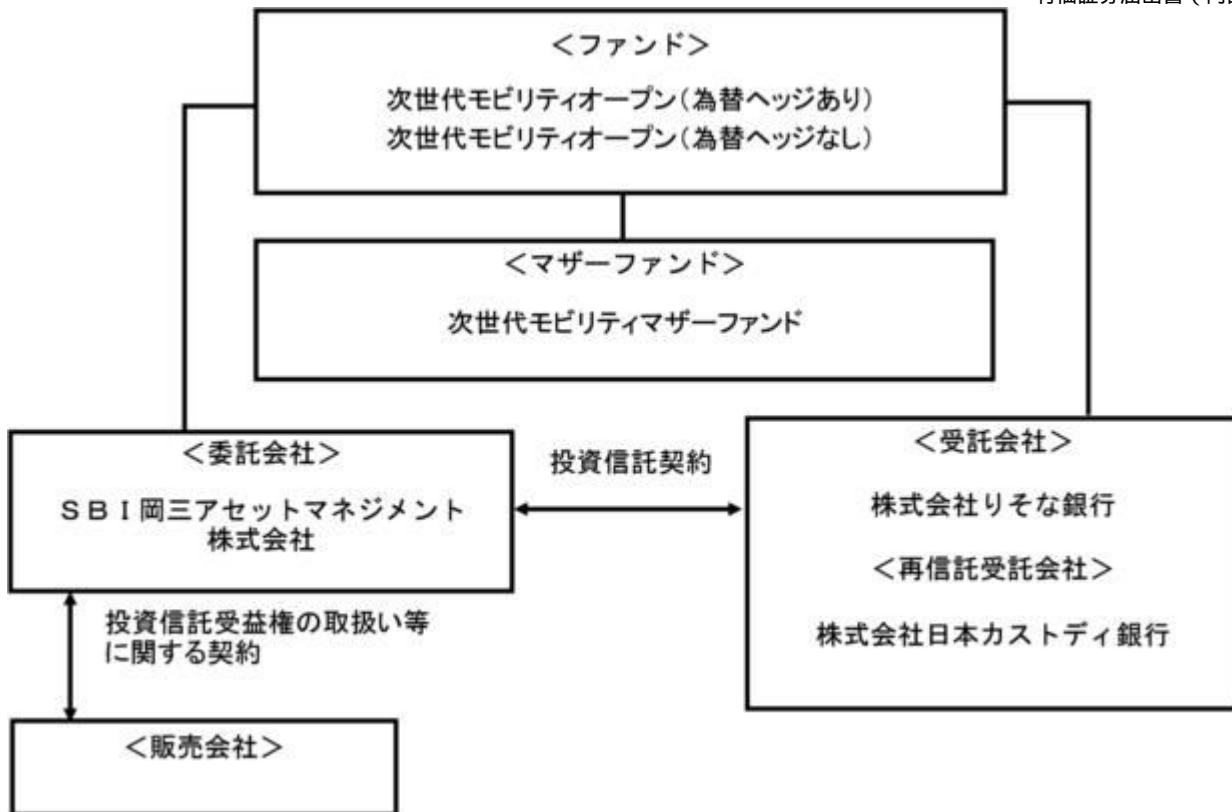 ＜ファンド＞
次世代モビリティオープン（為替ヘッジあり）
次世代モビリティオープン（為替ヘッジなし）
＜マザーファンド＞
次世代モビリティマザーファンド
＜委託会社＞
ＳＢＩ岡三アセットマネジメント
株式会社
投資信託契約
＜受託会社＞
株式会社りそな銀行
＜再信託受託会社＞
株式会社日本カストディ銀行
投資信託受益権の取扱い等
に関する契約
＜販売会社＞